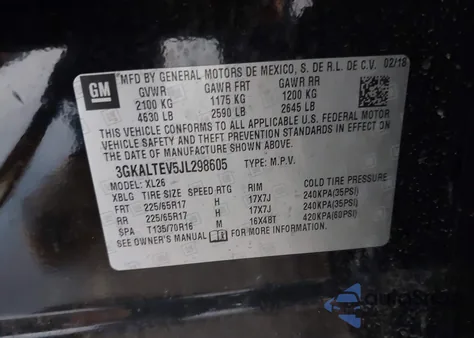 GM
MFD BY GENERAL MOTORS DE MEXICO, S. DE R.L. DE C.V. 02/18
GVWR GAWR FRT GAWR RR
2100 KG 1175 KG 1200 KG
4630 LB 2590 LB 2645 LB
THIS VEHICLE CONFORMS TO ALL APPLICABLE U.S. FEDERAL MOTOR
VEHICLE SAFETY, BUMPER, AND THEFT PREVENTION STANDARDS
IN EFFECT ON THE DATE OF MANUFACTURE SHOWN ABOVE.
3GKALTEV5JL298605 TYPE: M.P.V.
MODEL: XL26
XBLG TIRE SIZE SPEED RTG RIM COLD TIRE PRESSURE
FRT 225/65R17 H 17X7J 240KPA(35PSI)
RR 225/65R17 H 17X7J 240KPA(35PSI)
SPA T135/70R16 M 16X4BT 420KPA(60PSI)
SEE OWNER'S MANUAL FOR MORE INFORMATION.